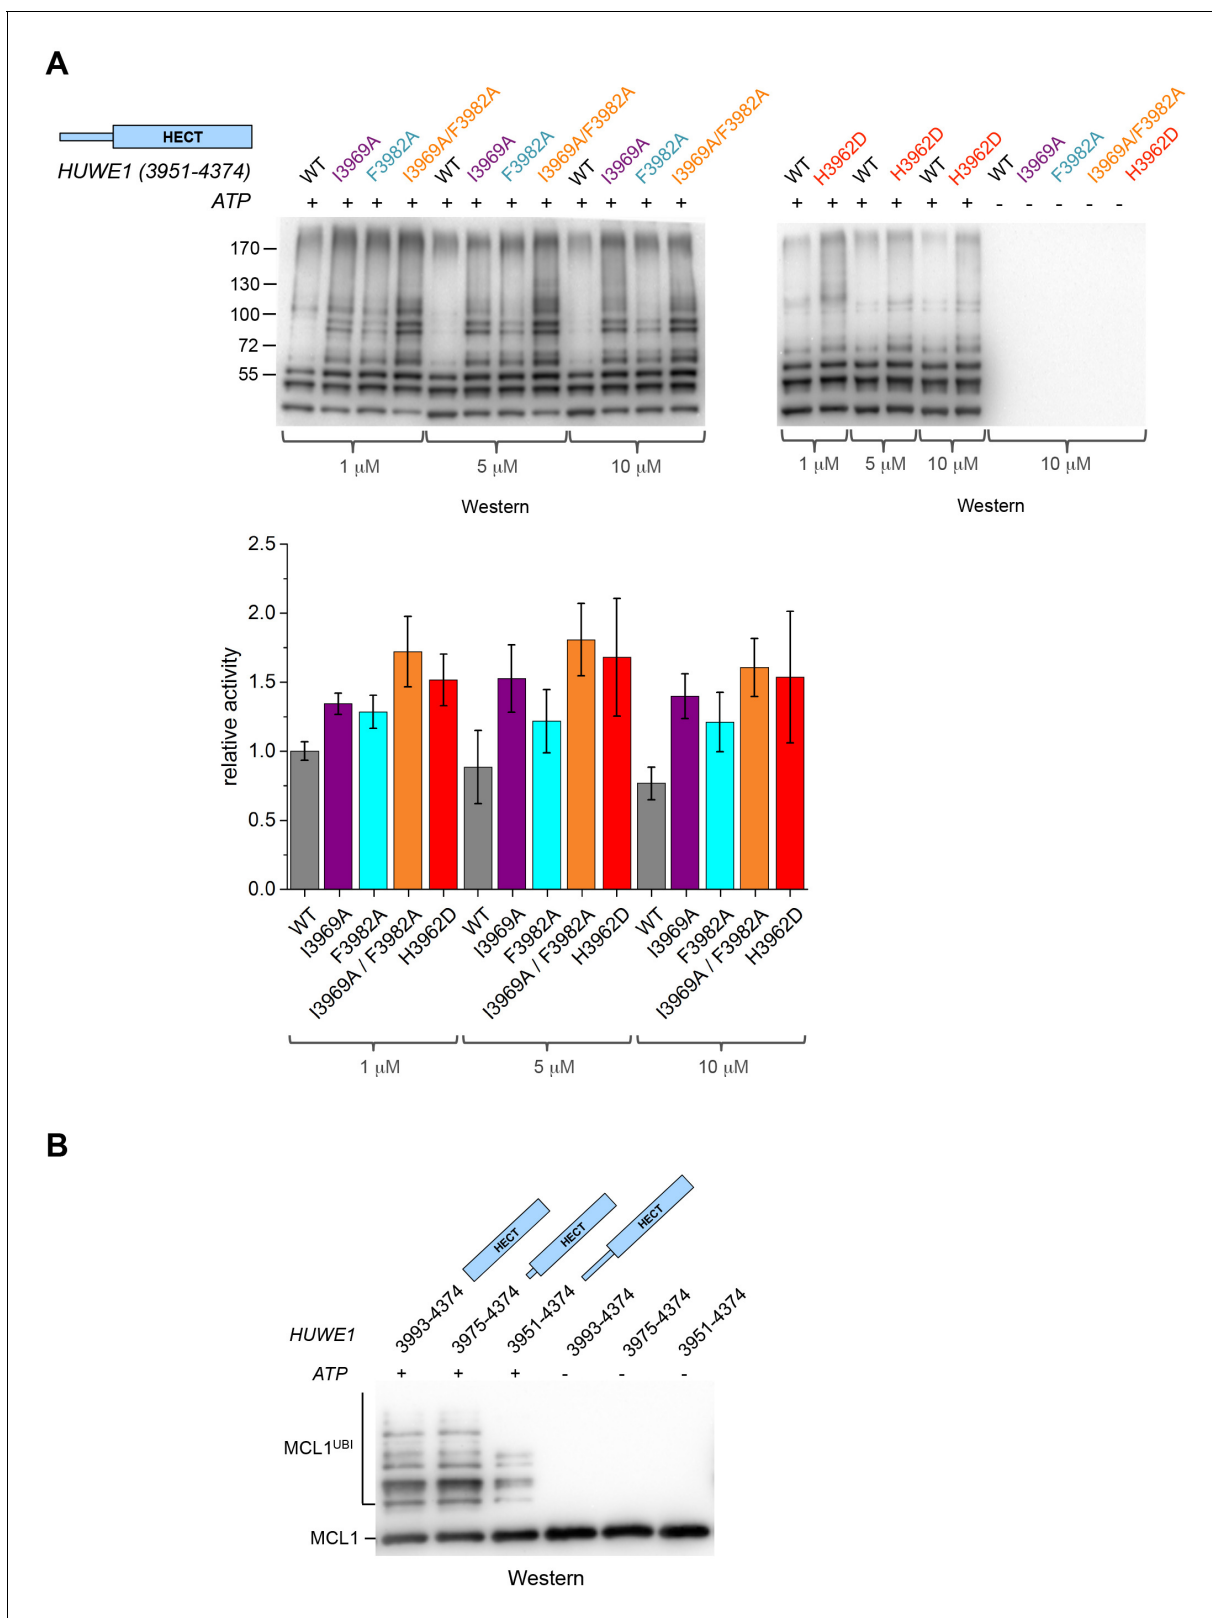 A
HECT
HUWE1 (3951-4374)
ATP
WT I3969A F3982A I3969A/F3982A WT I3969A F3982A I3969A/F3982A WT I3969A F3982A I3969A/F3982A
+ + + + + + + + + + + +
WT H3962D WT H3962D WT H3962D WT I3969A F3982A I3969A/F3982A H3962D
+ + + + + + - - - - -
170
130
100
72
55
1 μM 5 μM 10 μM
1 μM 5 μM 10 μM 10 μM
Western
Western
relative activity
2.5
2.0
1.5
1.0
0.5
0.0
WT I3969A F3982A I3969A / F3982A H3962D WT I3969A F3982A I3969A / F3982A H3962D WT I3969A F3982A I3969A / F3982A H3962D
1 μM 5 μM 10 μM
B
HECT HECT HECT
HUWE1
3993-4374 3975-4374 3951-4374 3993-4374 3975-4374 3951-4374
ATP + + + - - -
MCL1UBI
MCL1
Western